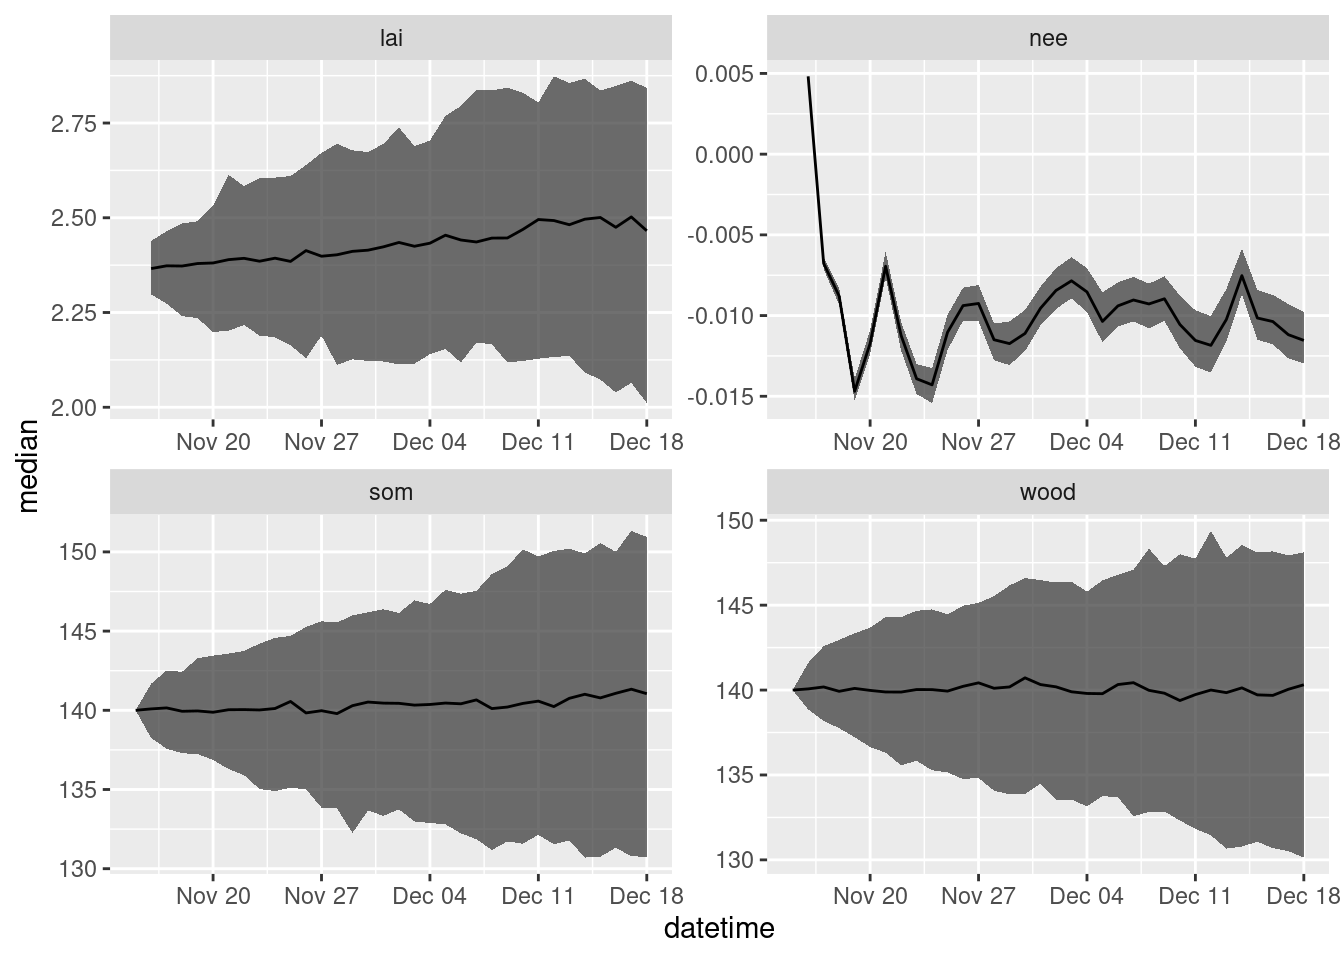 lai
nee
2.75
2.50
2.25
2.00
Nov 20 Nov 27 Dec 04 Dec 11 Dec 18
0.005
0.000
-0.005
-0.010
-0.015
Nov 20 Nov 27 Dec 04 Dec 11 Dec 18
median
som
wood
150
145
140
135
130
Nov 20 Nov 27 Dec 04 Dec 11 Dec 18
150
145
140
135
130
Nov 20 Nov 27 Dec 04 Dec 11 Dec 18
datetime